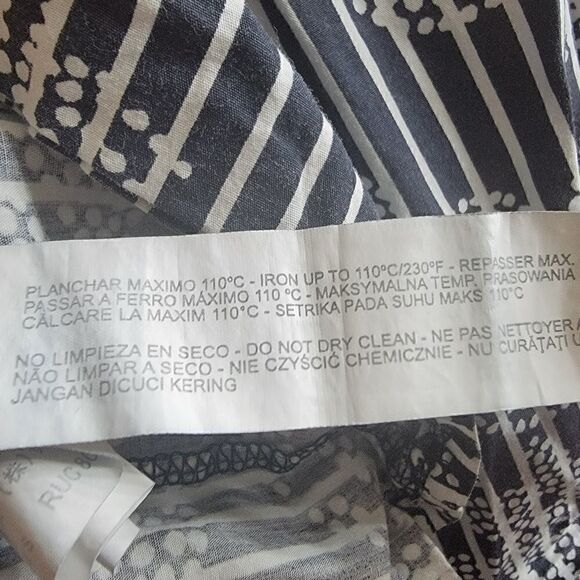 PLANCHAR MAXIMO 110°C - IRON UP TO 110°C/230°F - REPASSER MAX.
PASSAR A FERRO MÁXIMO 110 °C - MAKSYMALNA TEMP. PRASOWANIA
CĂLCARE LA MAXIM 110°C - SETRIKA PADA SUHU MAKS 110°C
NO LIMPIEZA EN SECO - DO NOT DRY CLEAN - NE PAS NETTOYER
NÃO LIMPAR A SECO - NIE CZYŚCIĆ CHEMICZNIE - NU CURĂŢAŢI
JANGAN DICUCI KERING
RUC